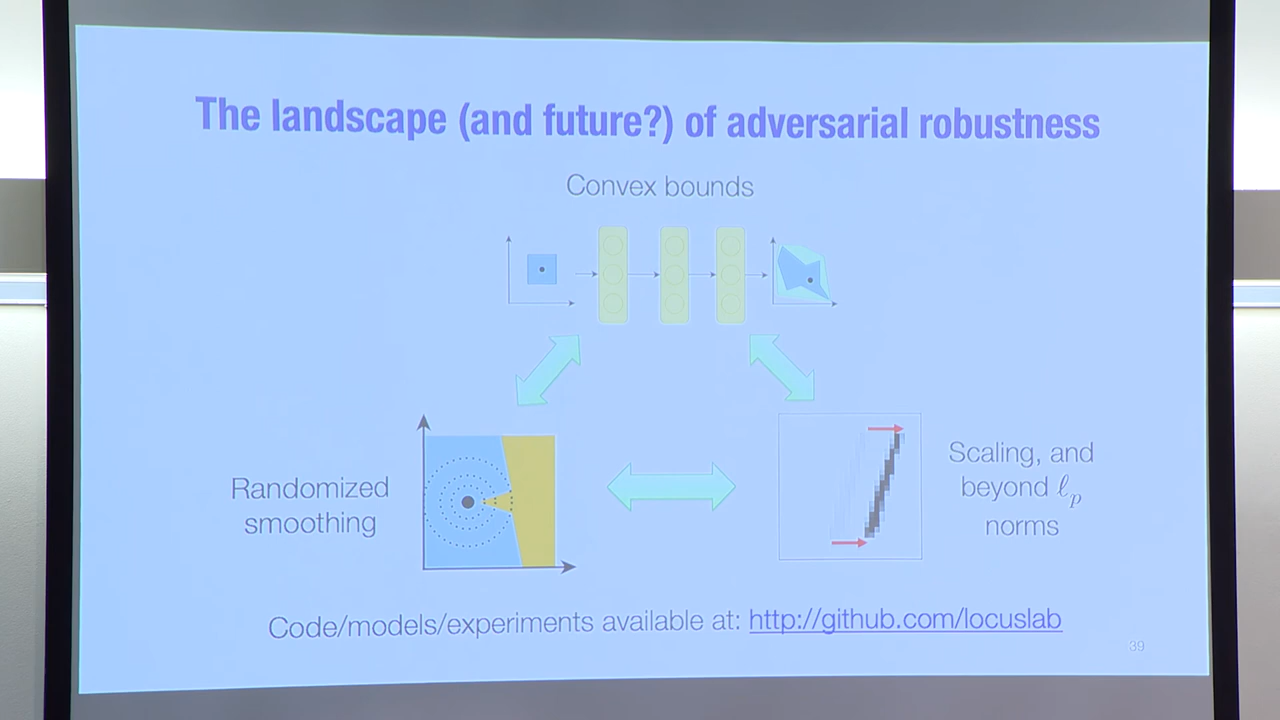 The landscape (and future?) of adversarial robustness
Convex bounds
Randomized
smoothing
Scaling, and
beyond ℓp
norms
Code/models/experiments available at: http://github.com/locuslab
39